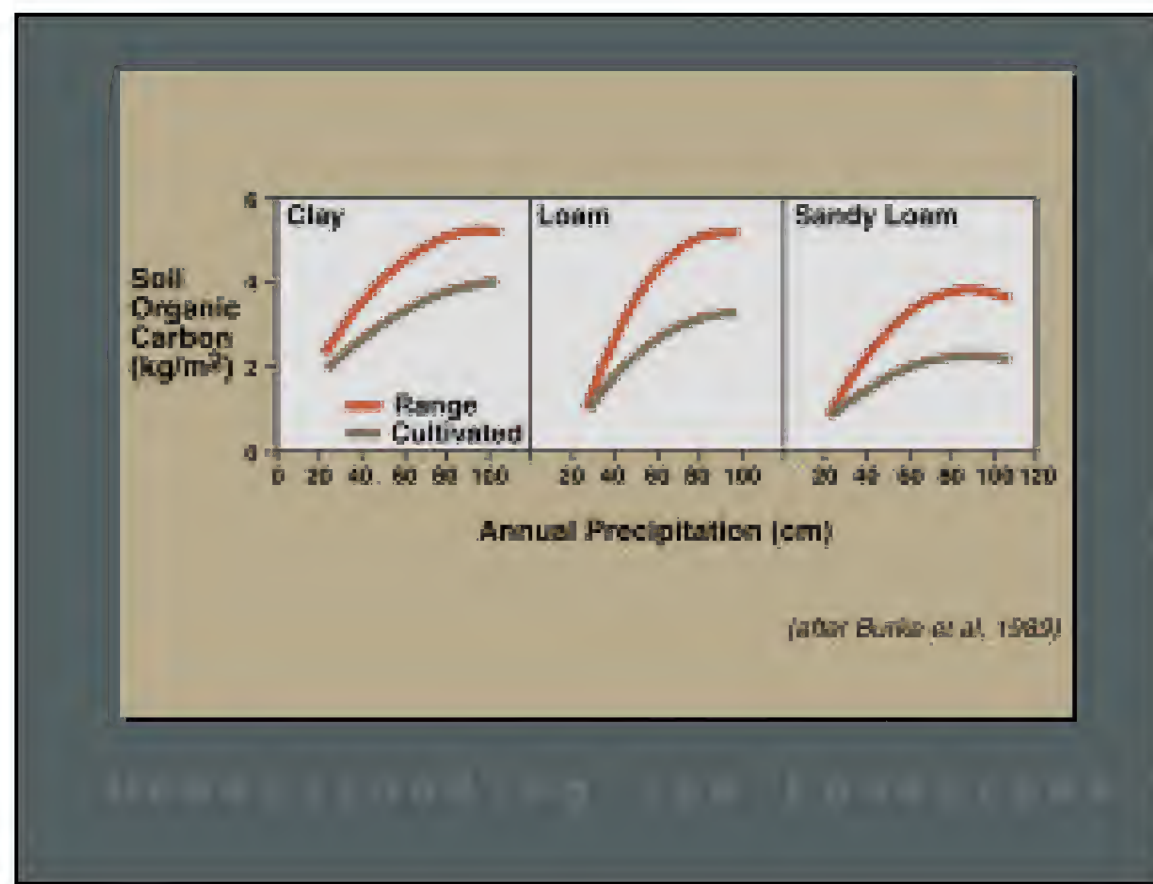 6
Clay
Loam
Sandy Loam
Soil
Organic
Carbon
(kg/m²)
4
2
0
Range
Cultivated
0 20 40 60 80 100 20 40 60 80 100 20 40 60 80 100 120
Annual Precipitation (cm)
(after Burke et al, 1989)